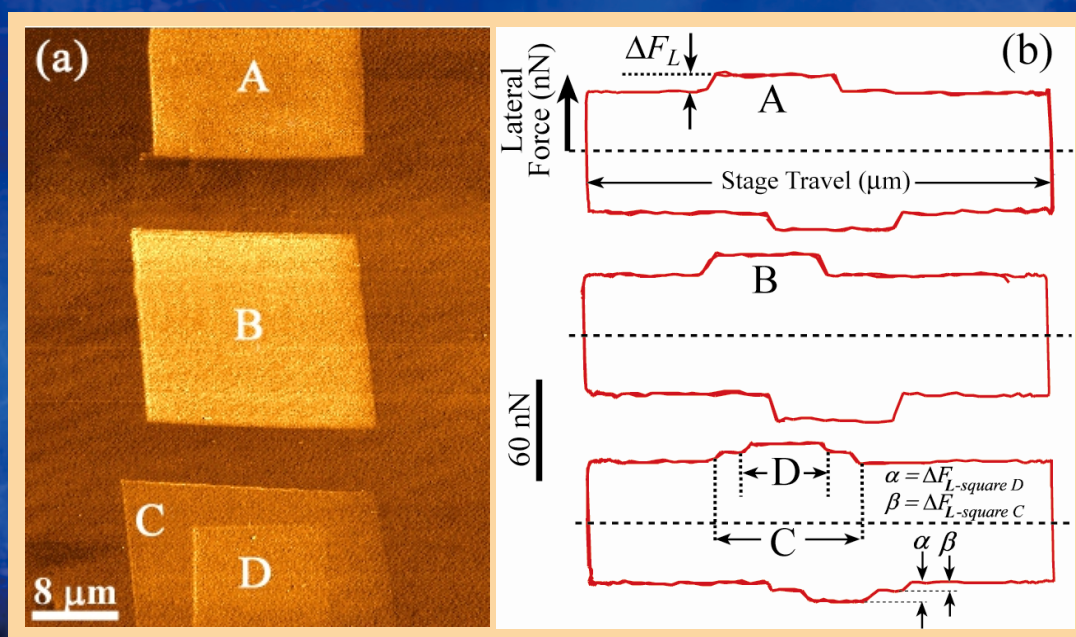 (a)
A
B
C
D
8 μm
(b)
Lateral
Force (nN)
ΔF_L
A
Stage Travel (μm)
B
60 nN
D
C
α = ΔF_L-square D
β = ΔF_L-square C
α β